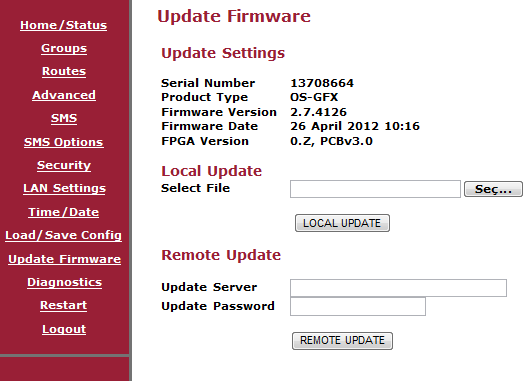 Home/Status
Groups
Routes
Advanced
SMS
SMS Options
Security
LAN Settings
Time/Date
Load/Save Config
Update Firmware
Diagnostics
Restart
Logout
Update Firmware
Update Settings
Serial Number 13708664
Product Type OS-GFX
Firmware Version 2.7.4126
Firmware Date 26 April 2012 10:16
FPGA Version 0.Z, PCBv3.0
Local Update
Select File Seç...
LOCAL UPDATE
Remote Update
Update Server
Update Password
REMOTE UPDATE